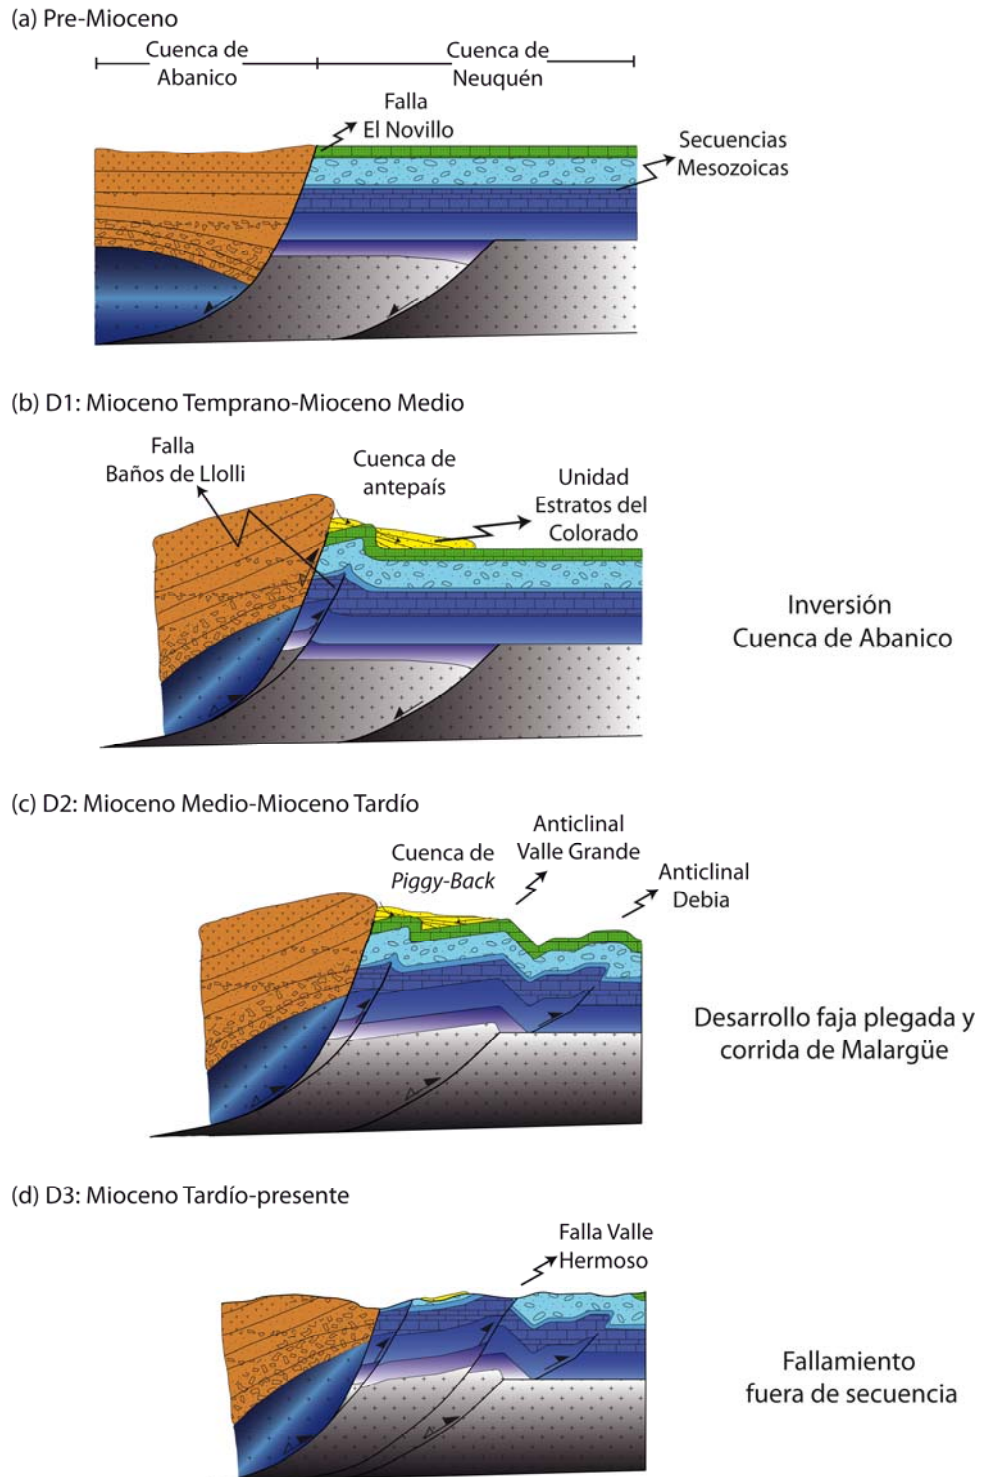 (a) Pre-Mioceno
Cuenca de
Abanico
Cuenca de
Neuquén
Falla
El Novillo
Secuencias
Mesozoicas
(b) D1: Mioceno Temprano-Mioceno Medio
Falla
Baños de Llolli
Cuenca de
antepaís
Unidad
Estratos del
Colorado
Inversión
Cuenca de Abanico
(c) D2: Mioceno Medio-Mioceno Tardío
Cuenca de
Piggy-Back
Anticlinal
Valle Grande
Anticlinal
Debia
Desarrollo faja plegada y
corrida de Malargüe
(d) D3: Mioceno Tardío-presente
Falla Valle
Hermoso
Fallamiento
fuera de secuencia